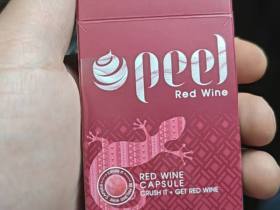 peel
Red Wine
RED WINE
CAPSULE
CRUSH IT + GET RED WINE